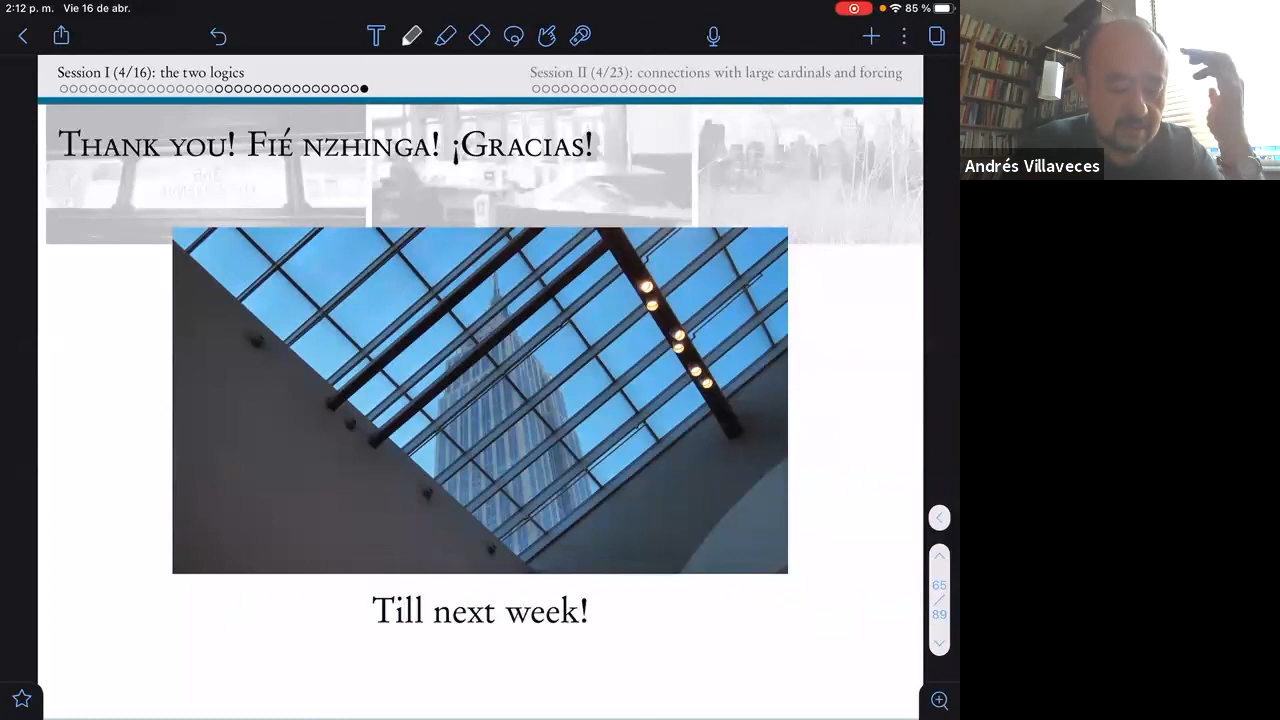 2:12 p. m. Vie 16 de abr.
85 %
Session I (4/16): the two logics
Session II (4/23): connections with large cardinals and forcing
Thank you! Fié nzhinga! ¡Gracias!
Andrés Villaveces
65
/
89
Till next week!